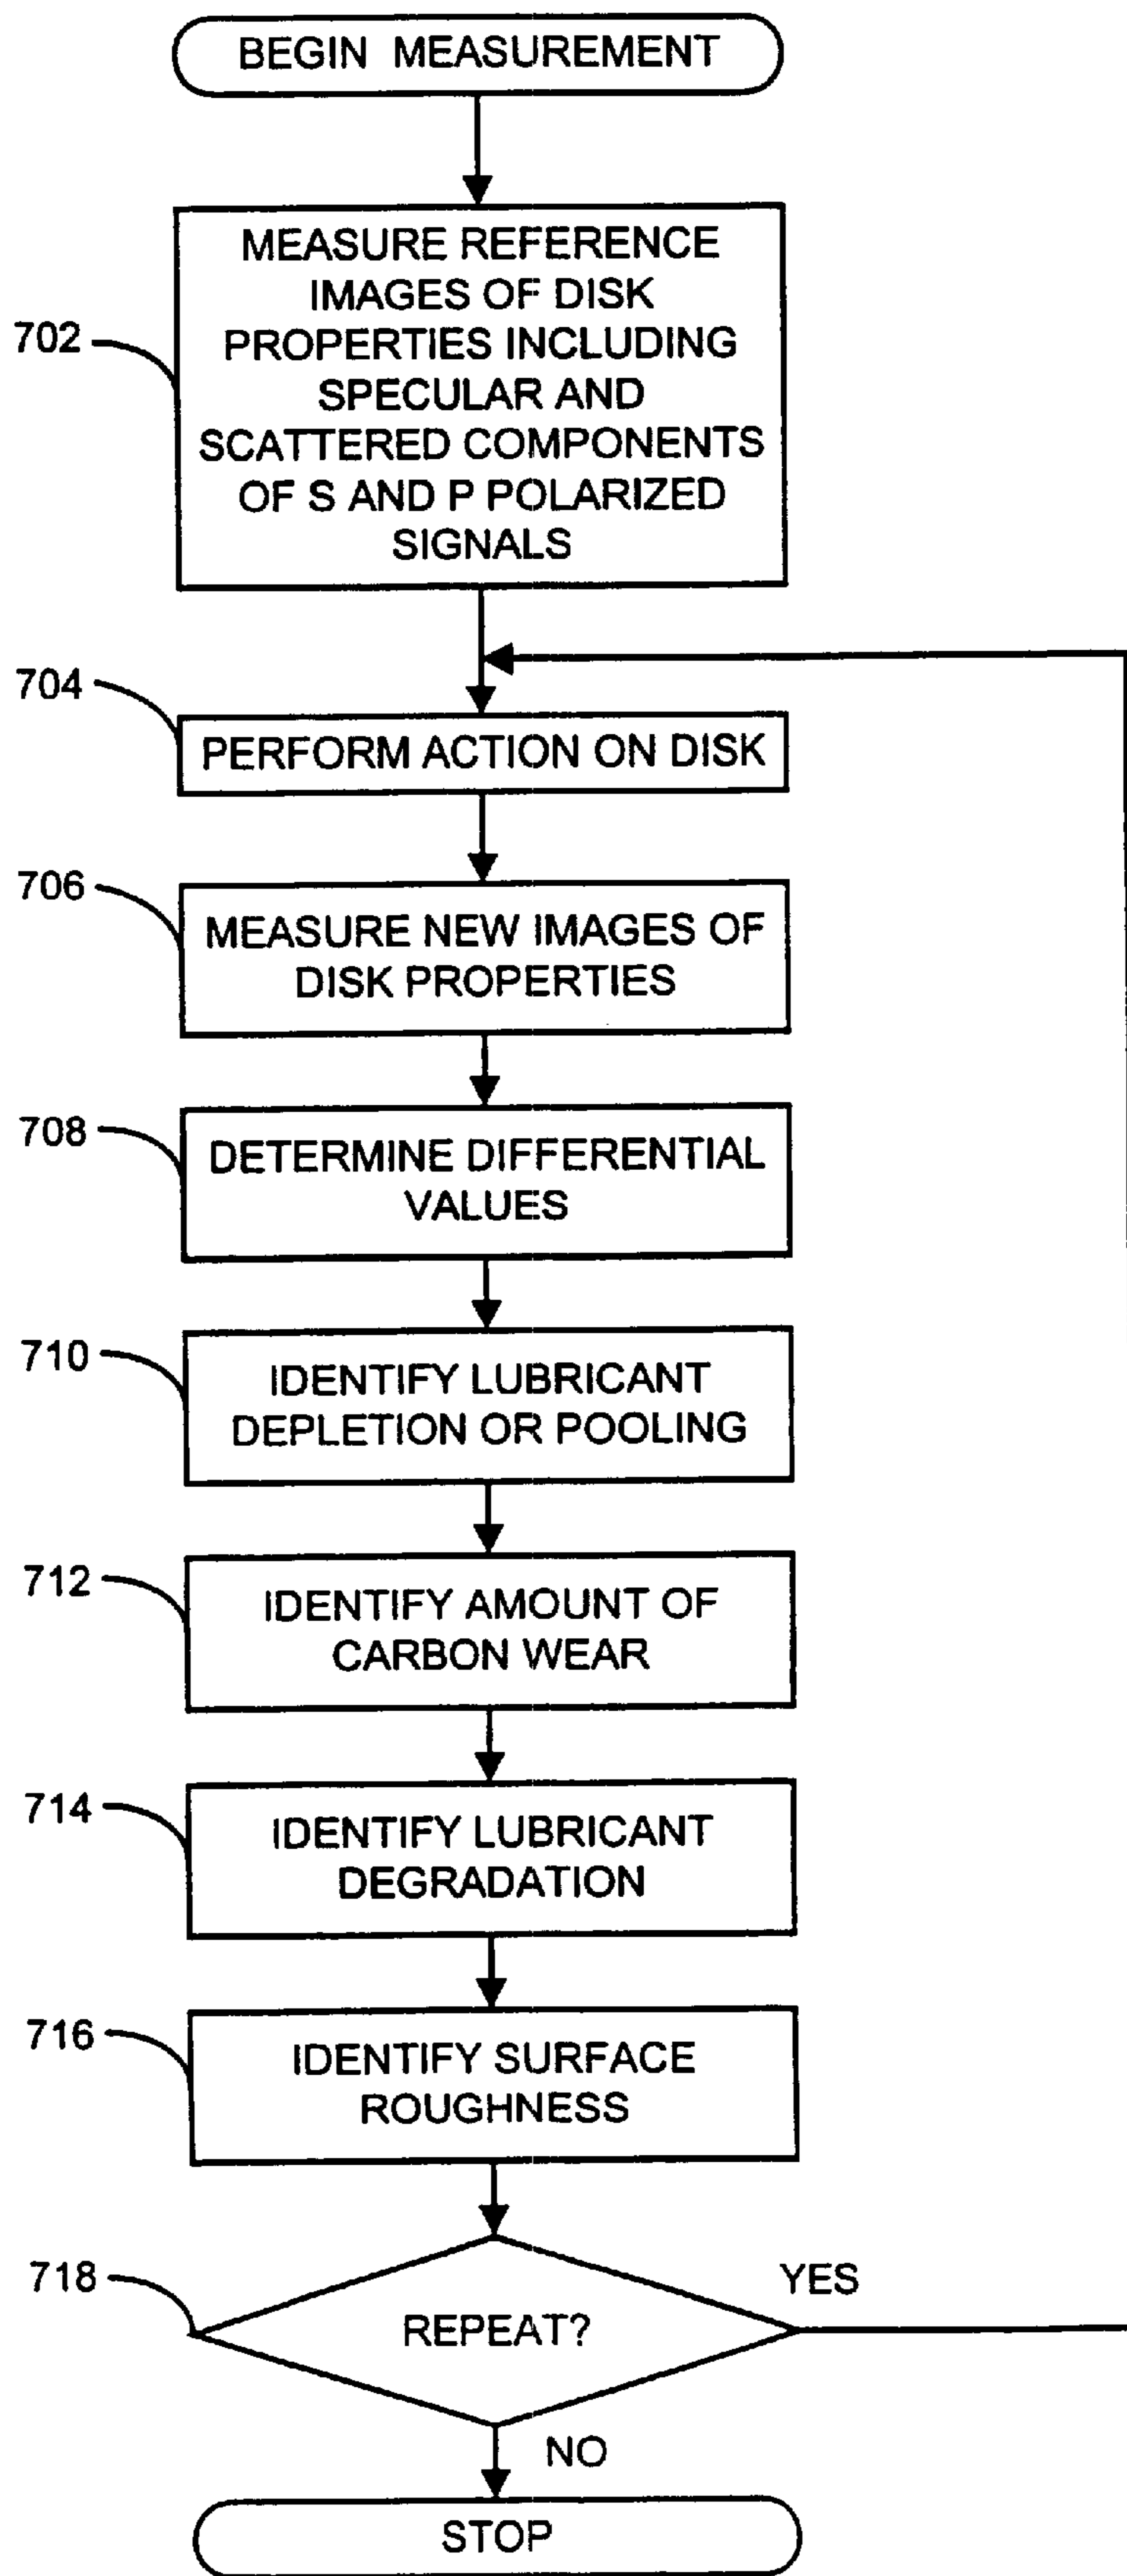 BEGIN MEASUREMENT
702
MEASURE REFERENCE
IMAGES OF DISK
PROPERTIES INCLUDING
SPECULAR AND
SCATTERED COMPONENTS
OF S AND P POLARIZED
SIGNALS
704
PERFORM ACTION ON DISK
706
MEASURE NEW IMAGES OF
DISK PROPERTIES
708
DETERMINE DIFFERENTIAL
VALUES
710
IDENTIFY LUBRICANT
DEPLETION OR POOLING
712
IDENTIFY AMOUNT OF
CARBON WEAR
714
IDENTIFY LUBRICANT
DEGRADATION
716
IDENTIFY SURFACE
ROUGHNESS
718
REPEAT?
YES
NO
STOP